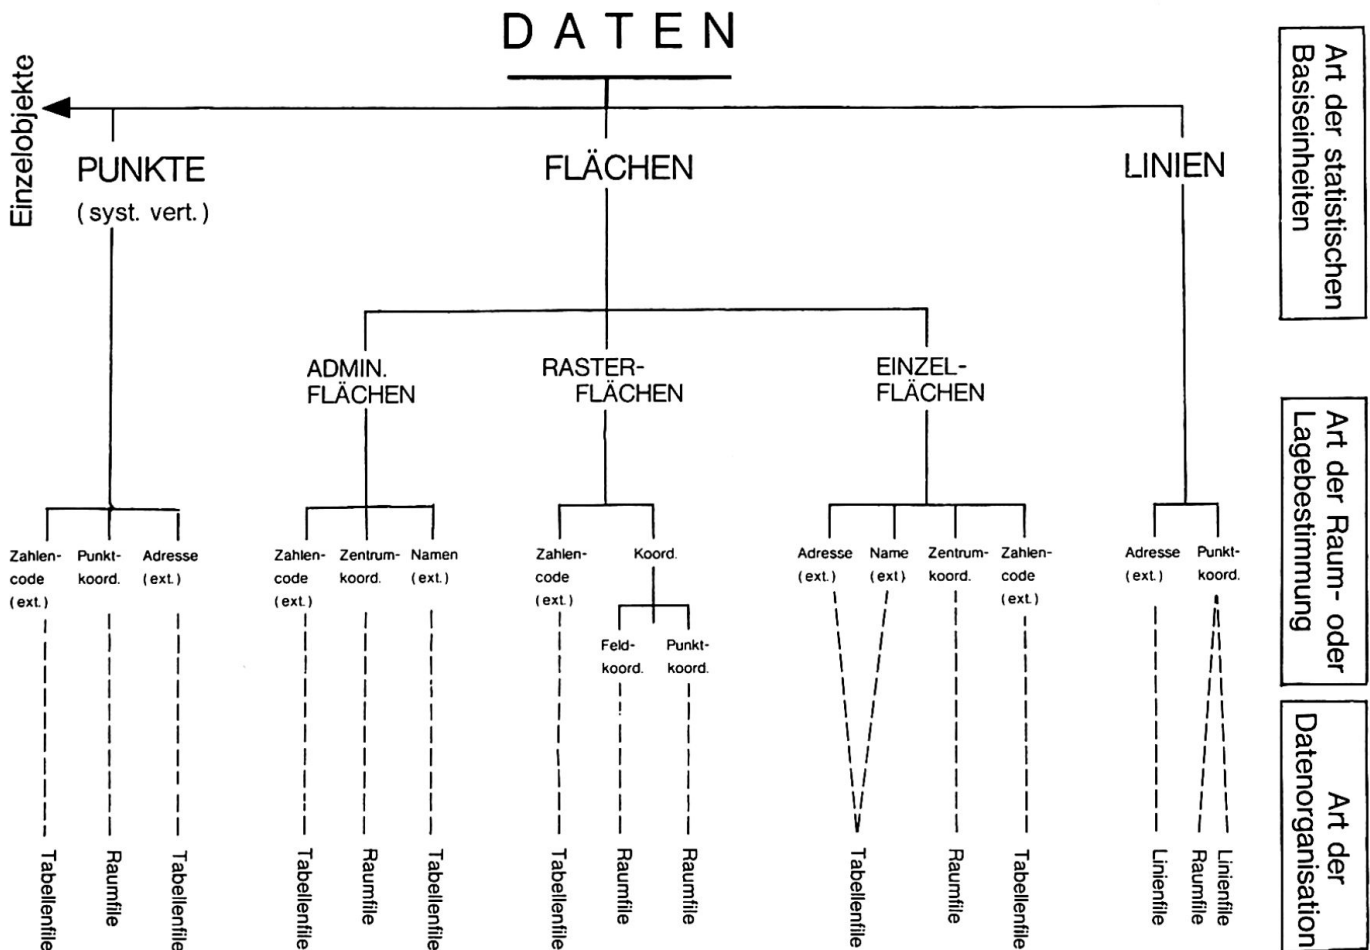 DATEN
Einzelobjekte
PUNKTE
(syst. vert.)
FLÄCHEN
LINIEN
ADMIN.
FLÄCHEN
RASTER-
FLÄCHEN
EINZEL-
FLÄCHEN
Zahlen-
code
(ext.)
Punkt-
koord.
Adresse
(ext.)
Zahlen-
code
(ext.)
Zentrum-
koord.
Namen
(ext.)
Zahlen-
code
(ext.)
Koord.
Feld-
koord.
Punkt-
koord.
Adresse
(ext.)
Name
(ext)
Zentrum-
koord.
Zahlen-
code
(ext.)
Adresse
(ext.)
Punkt-
koord.
Tabellenfile
Raumfile
Tabellenfile
Tabellenfile
Raumfile
Tabellenfile
Tabellenfile
Raumfile
Raumfile
Tabellenfile
Raumfile
Tabellenfile
Linienfile
Raumfile
Linienfile
Art der statistischen
Basiseinheiten
Art der Raum- oder
Lagebestimmung
Art der
Datenorganisation